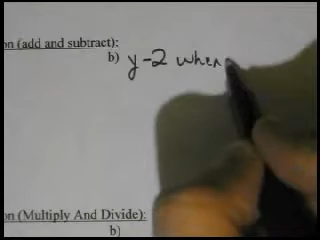 on (add and subtract):
b) y-2 when
on (Multiply And Divide):
b)